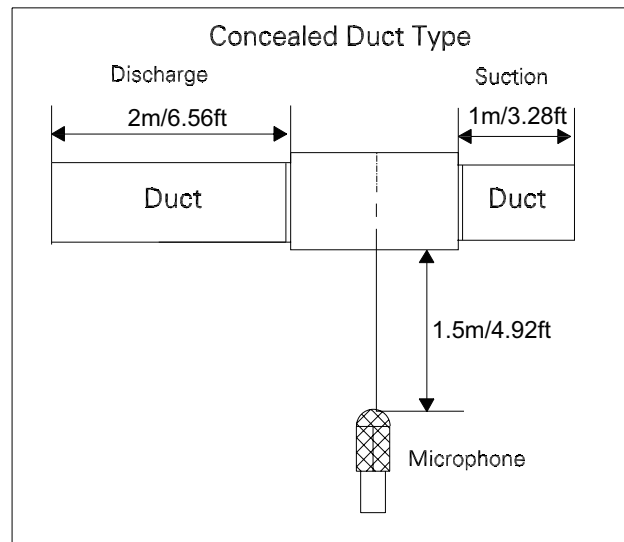 Concealed Duct Type
Discharge
Suction
2m/6.56ft
1m/3.28ft
Duct
Duct
1.5m/4.92ft
Microphone